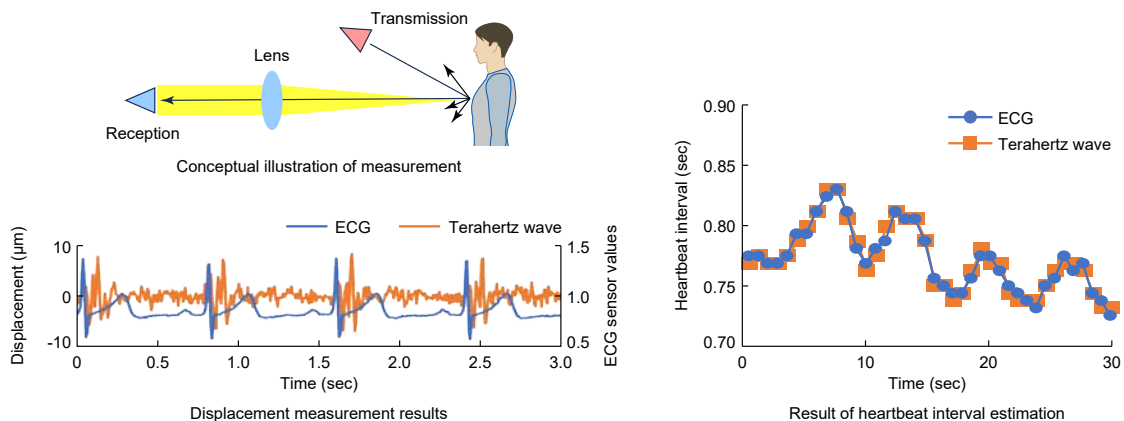 Transmission
Lens
Reception
Conceptual illustration of measurement
ECG
Terahertz wave
Displacement (μm)
10
0
-10
1.5
1.0
0.5
ECG sensor values
0 0.5 1.0 1.5 2.0 2.5 3.0
Time (sec)
Displacement measurement results
Heartbeat interval (sec)
0.90
0.85
0.80
0.75
0.70
ECG
Terahertz wave
0 10 20 30
Time (sec)
Result of heartbeat interval estimation